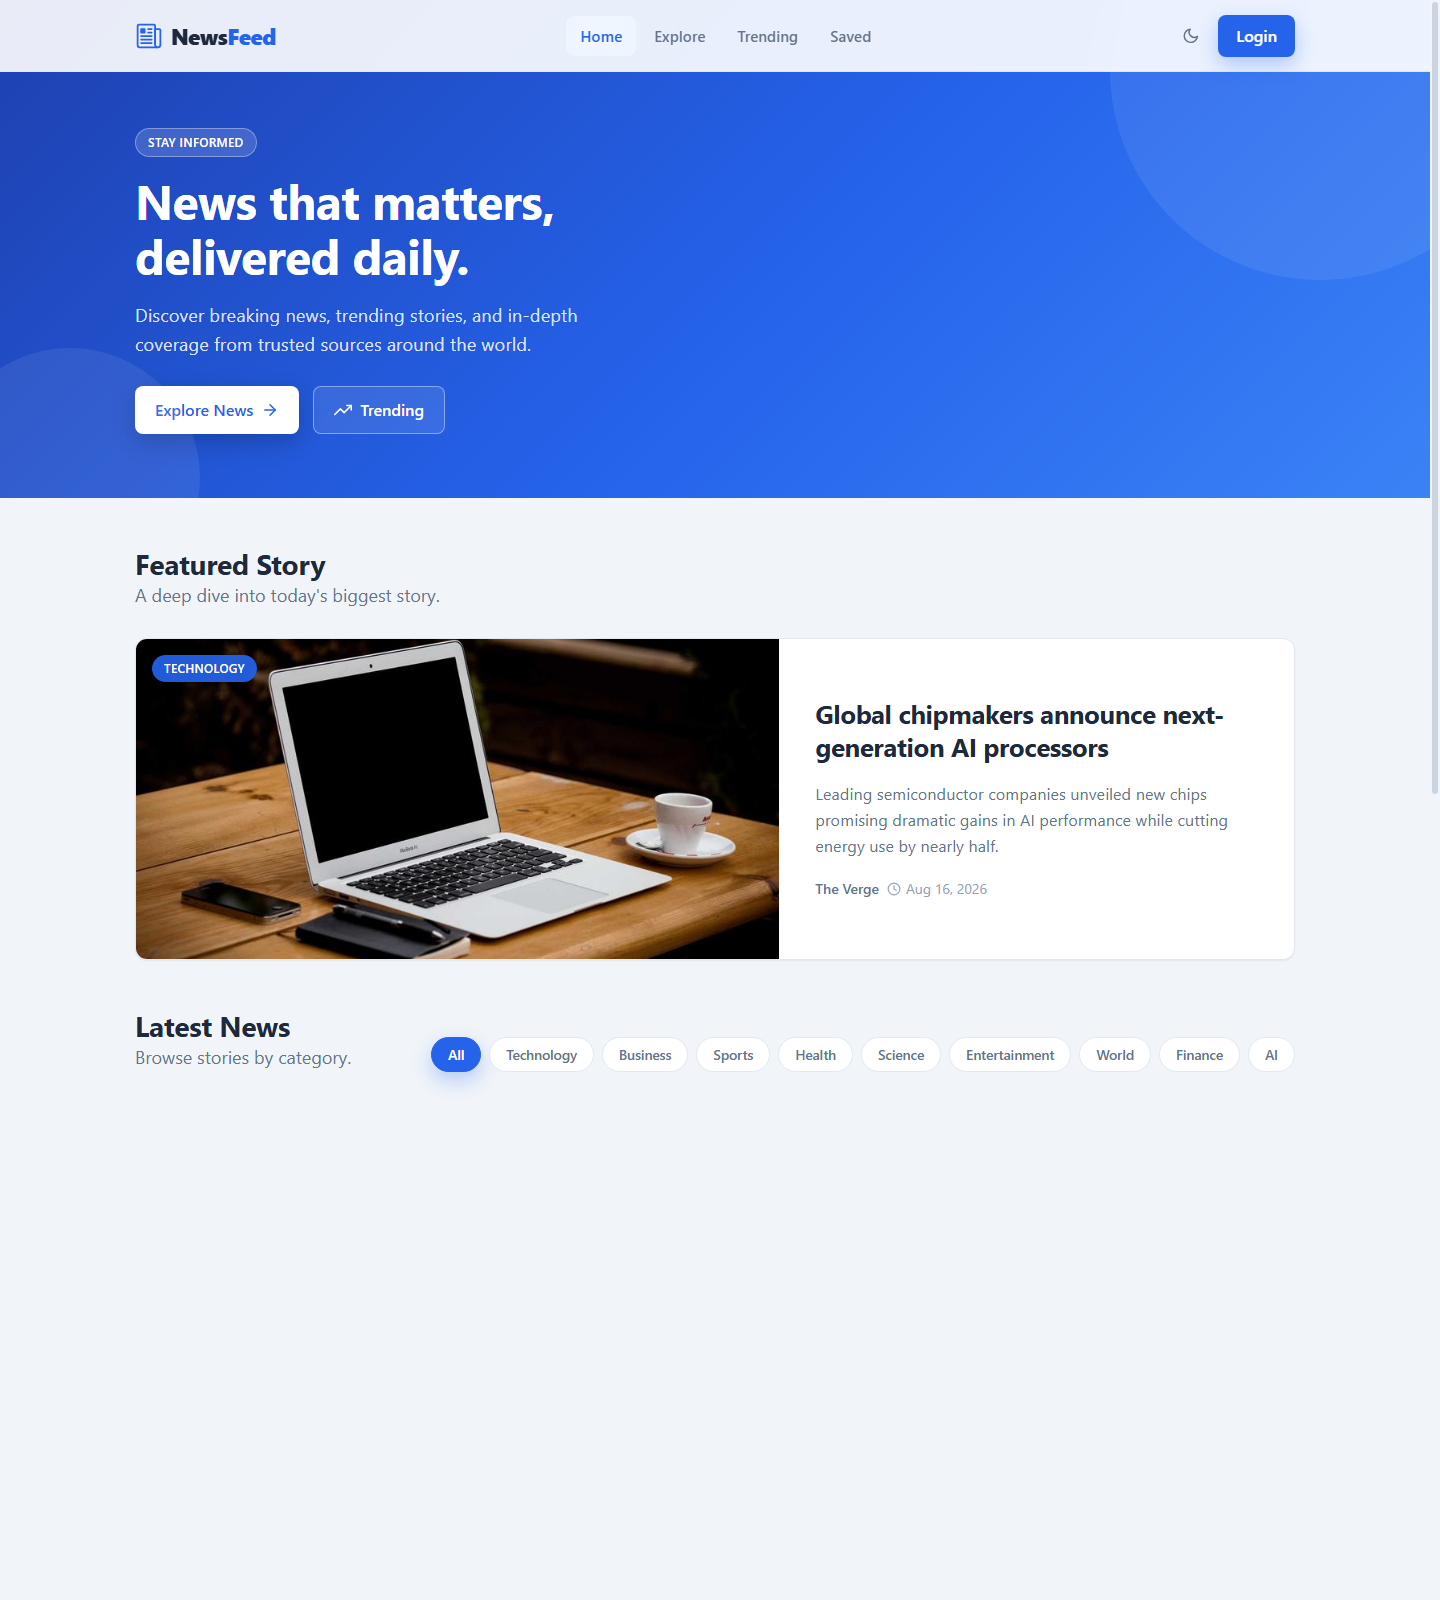 NewsFeed
Home
Explore
Trending
Saved
Login
STAY INFORMED
News that matters,
delivered daily.
Discover breaking news, trending stories, and in-depth
coverage from trusted sources around the world.
Explore News
Trending
Featured Story
A deep dive into today's biggest story.
TECHNOLOGY
Global chipmakers announce next-
generation AI processors
Leading semiconductor companies unveiled new chips
promising dramatic gains in AI performance while cutting
energy use by nearly half.
The Verge Aug 16, 2026
Latest News
Browse stories by category.
All
Technology
Business
Sports
Health
Science
Entertainment
World
Finance
AI